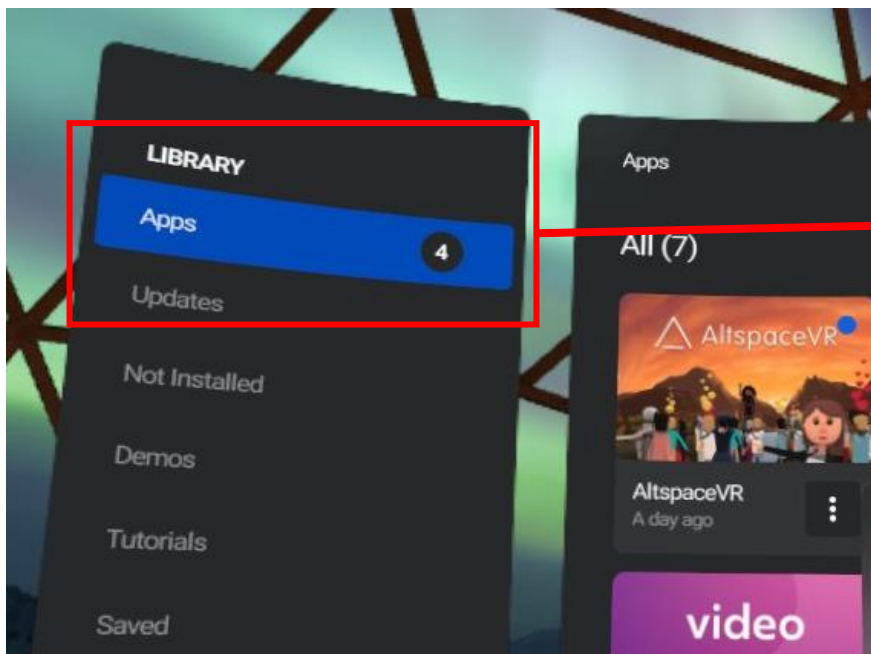 LIBRARY
Apps
4
Updates
Not Installed
Demos
Tutorials
Saved
Apps
All (7)
AltspaceVR
AltspaceVR
A day ago
video